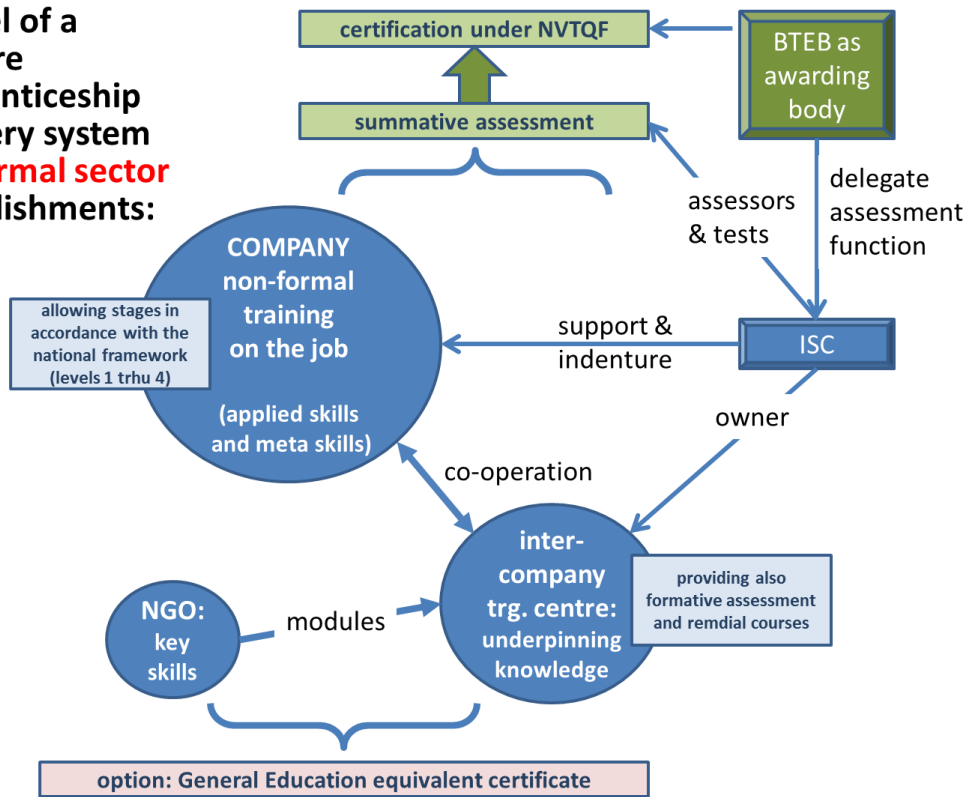 el of a
re
enticeship
ery system
rmal sector
lishments:
certification under NVTQF
BTEB as
awarding
body
summative assessment
delegate
assessment
function
assessors
& tests
COMPANY
non-formal
training
on the job
(applied skills
and meta skills)
allowing stages in
accordance with the
national framework
(levels 1 trhu 4)
support &
indenture
ISC
owner
co-operation
inter-
company
trg. centre:
underpinning
knowledge
providing also
formative assessment
and remdial courses
NGO:
key
skills
modules
option: General Education equivalent certificate